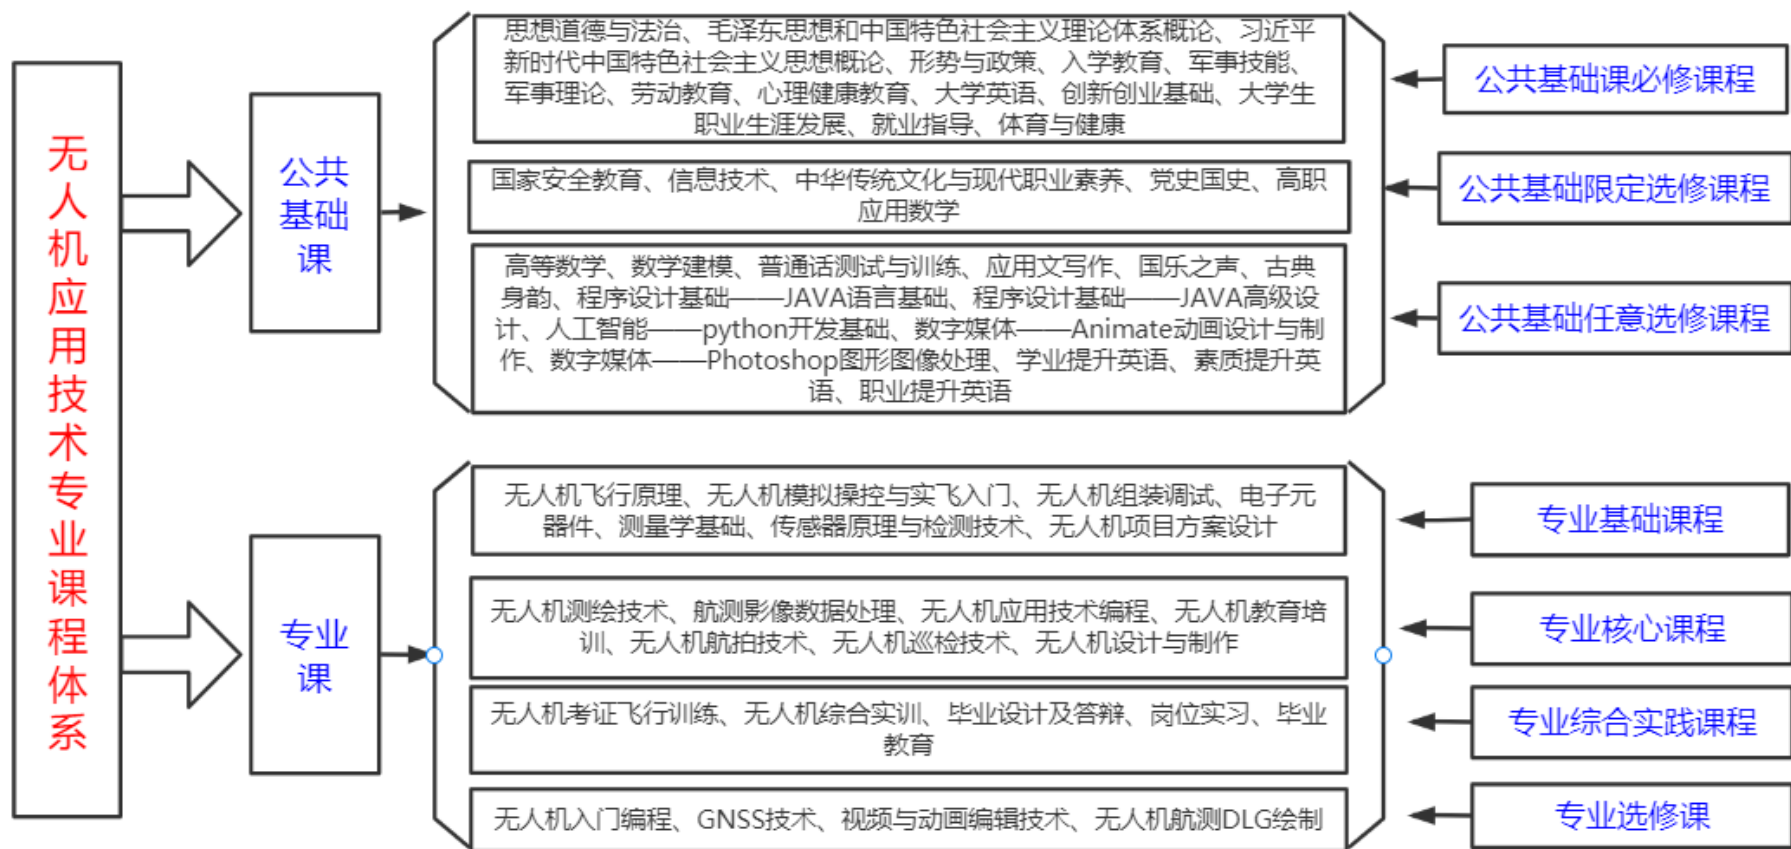 无人机应用技术专业课程体系
公共
基础
课
思想道德与法治、毛泽东思想和中国特色社会主义理论体系概论、习近平
新时代中国特色社会主义思想概论、形势与政策、入学教育、军事技能、
军事理论、劳动教育、心理健康教育、大学英语、创新创业基础、大学生
职业生涯发展、就业指导、体育与健康
公共基础课必修课程
国家安全教育、信息技术、中华传统文化与现代职业素养、党史国史、高职
应用数学
公共基础限定选修课程
高等数学、数学建模、普通话测试与训练、应用文写作、国乐之声、古典
身韵、程序设计基础——JAVA语言基础、程序设计基础——JAVA高级设
计、人工智能——python开发基础、数字媒体——Animate动画设计与制
作、数字媒体——Photoshop图形图像处理、学业提升英语、素质提升英
语、职业提升英语
公共基础任意选修课程
专业
课
无人机飞行原理、无人机模拟操控与实飞入门、无人机组装调试、电子元
器件、测量学基础、传感器原理与检测技术、无人机项目方案设计
专业基础课程
无人机测绘技术、航测影像数据处理、无人机应用技术编程、无人机教育培
训、无人机航拍技术、无人机巡检技术、无人机设计与制作
专业核心课程
无人机考证飞行训练、无人机综合实训、毕业设计及答辩、岗位实习、毕业
教育
专业综合实践课程
无人机入门编程、GNSS技术、视频与动画编辑技术、无人机航测DLG绘制
专业选修课